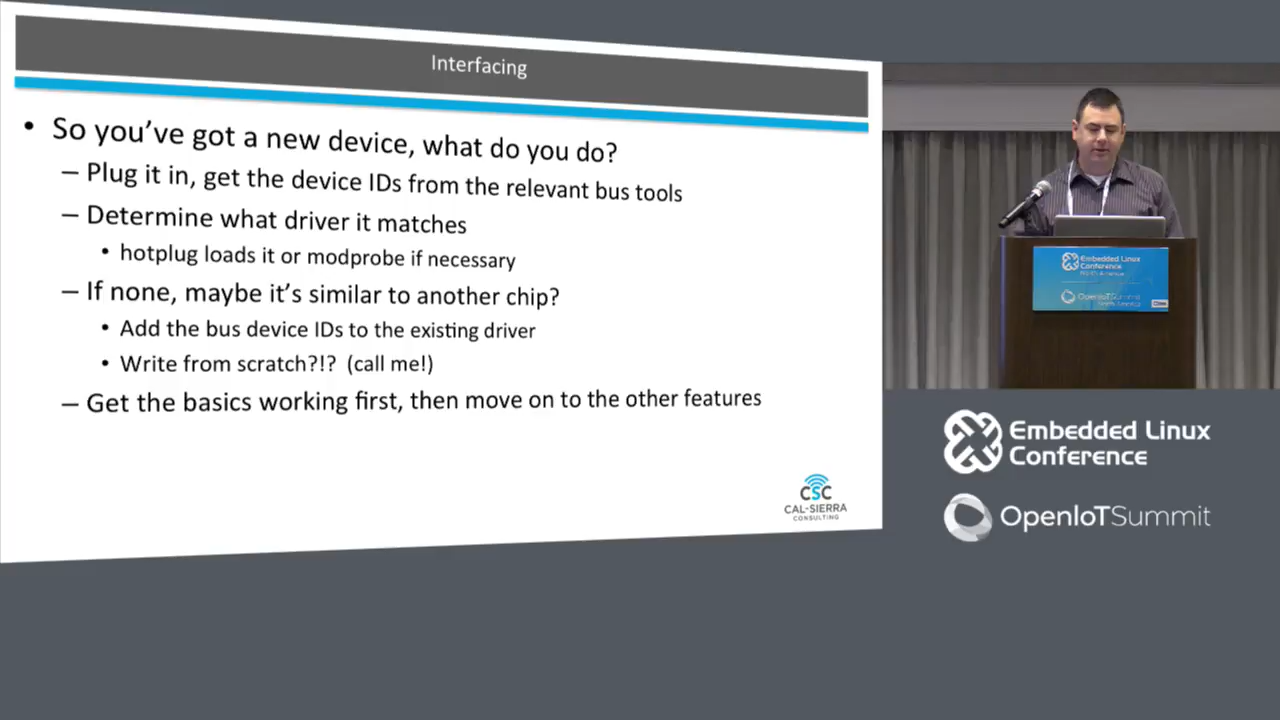 Interfacing
• So you've got a new device, what do you do?
– Plug it in, get the device IDs from the relevant bus tools
– Determine what driver it matches
• hotplug loads it or modprobe if necessary
– If none, maybe it's similar to another chip?
• Add the bus device IDs to the existing driver
• Write from scratch?!? (call me!)
– Get the basics working first, then move on to the other features
CSC
CAL-SIERRA
CONSULTING
Embedded Linux
Conference
OpenIoTSummit
Embedded Linux
Conference
OpenIoTSummit